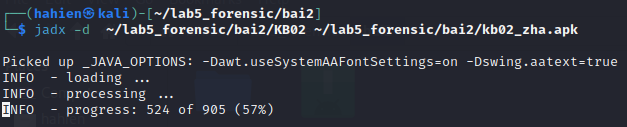 ┌──(hahien㉿kali)-[~/lab5_forensic/bai2]
└─$ jadx -d ~/lab5_forensic/bai2/KB02 ~/lab5_forensic/bai2/kb02_zha.apk
Picked up _JAVA_OPTIONS: -Dawt.useSystemAAFontSettings=on -Dswing.aatext=true
INFO  - loading ...
INFO  - processing ...
INFO  - progress: 524 of 905 (57%)